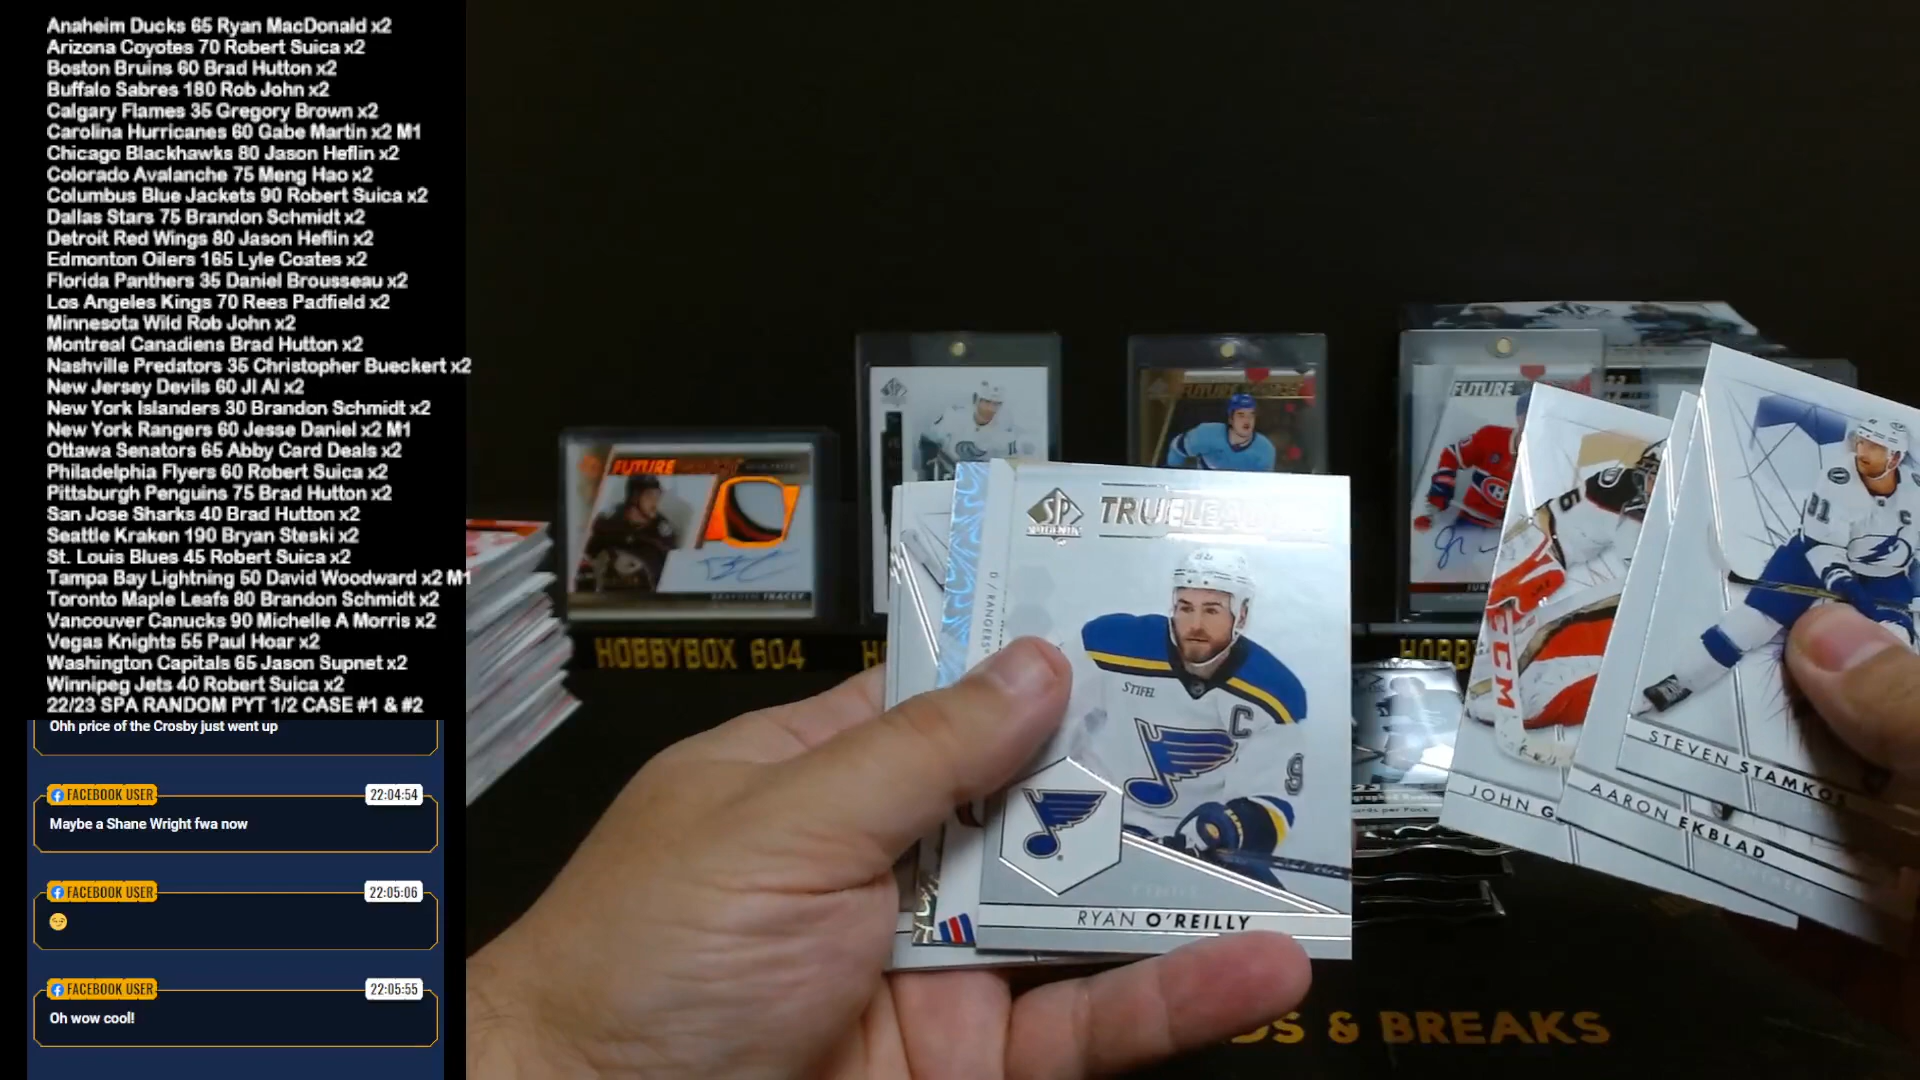 Anaheim Ducks 65 Ryan MacDonald x2
Arizona Coyotes 70 Robert Suica x2
Boston Bruins 60 Brad Hutton x2
Buffalo Sabres 180 Rob John x2
Calgary Flames 35 Gregory Brown x2
Carolina Hurricanes 60 Gabe Martin x2 M1
Chicago Blackhawks 80 Jason Heflin x2
Colorado Avalanche 75 Meng Hao x2
Columbus Blue Jackets 90 Robert Suica x2
Dallas Stars 75 Brandon Schmidt x2
Detroit Red Wings 80 Jason Heflin x2
Edmonton Oilers 165 Lyle Coates x2
Florida Panthers 35 Daniel Brousseau x2
Los Angeles Kings 70 Rees Padfield x2
Minnesota Wild Rob John x2
Montreal Canadiens Brad Hutton x2
Nashville Predators 35 Christopher Bueckert x2
New Jersey Devils 60 JI AI x2
New York Islanders 30 Brandon Schmidt x2
New York Rangers 60 Jesse Daniel x2 M1
Ottawa Senators 65 Abby Card Deals x2
Philadelphia Flyers 60 Robert Suica x2
Pittsburgh Penguins 75 Brad Hutton x2
San Jose Sharks 40 Brad Hutton x2
Seattle Kraken 190 Bryan Steski x2
St. Louis Blues 45 Robert Suica x2
Tampa Bay Lightning 50 David Woodward x2 M1
Toronto Maple Leafs 80 Brandon Schmidt x2
Vancouver Canucks 90 Michelle A Morris x2
Vegas Knights 55 Paul Hoar x2
Washington Capitals 65 Jason Supnet x2
Winnipeg Jets 40 Robert Suica x2
22/23 SPA RANDOM PYT 1/2 CASE #1 & #2
Ohh price of the Crosby just went up
FACEBOOK USER 22:04:54
Maybe a Shane Wright fwa now
FACEBOOK USER 22:05:06
FACEBOOK USER 22:05:55
Oh wow cool!
FUTURE
TRACEY
FUTURE
FUTURE
HOBBYBOX 604
HOBB
SP
AUTHENTIC
TRUE LEA
RANGERS
STIFEL
C
9
RYAN O'REILLY
JOHN G
AARON EKBLAD
91
C
STEVEN STAMKOS
& BREAKS